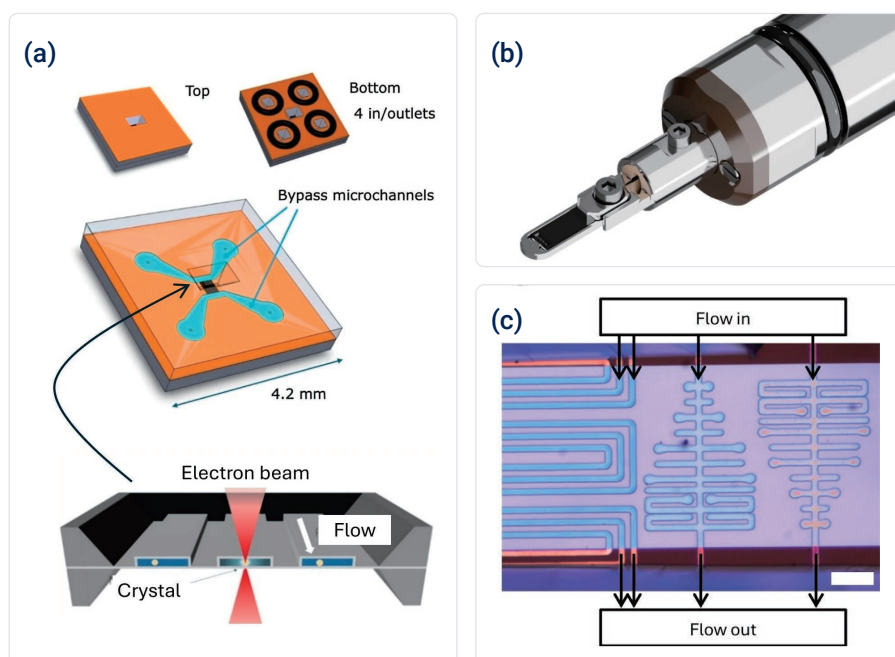 (a)
Top
Bottom
4 in/outlets
Bypass microchannels
4.2 mm
Electron beam
Flow
Crystal
(b)
(c)
Flow in
Flow out